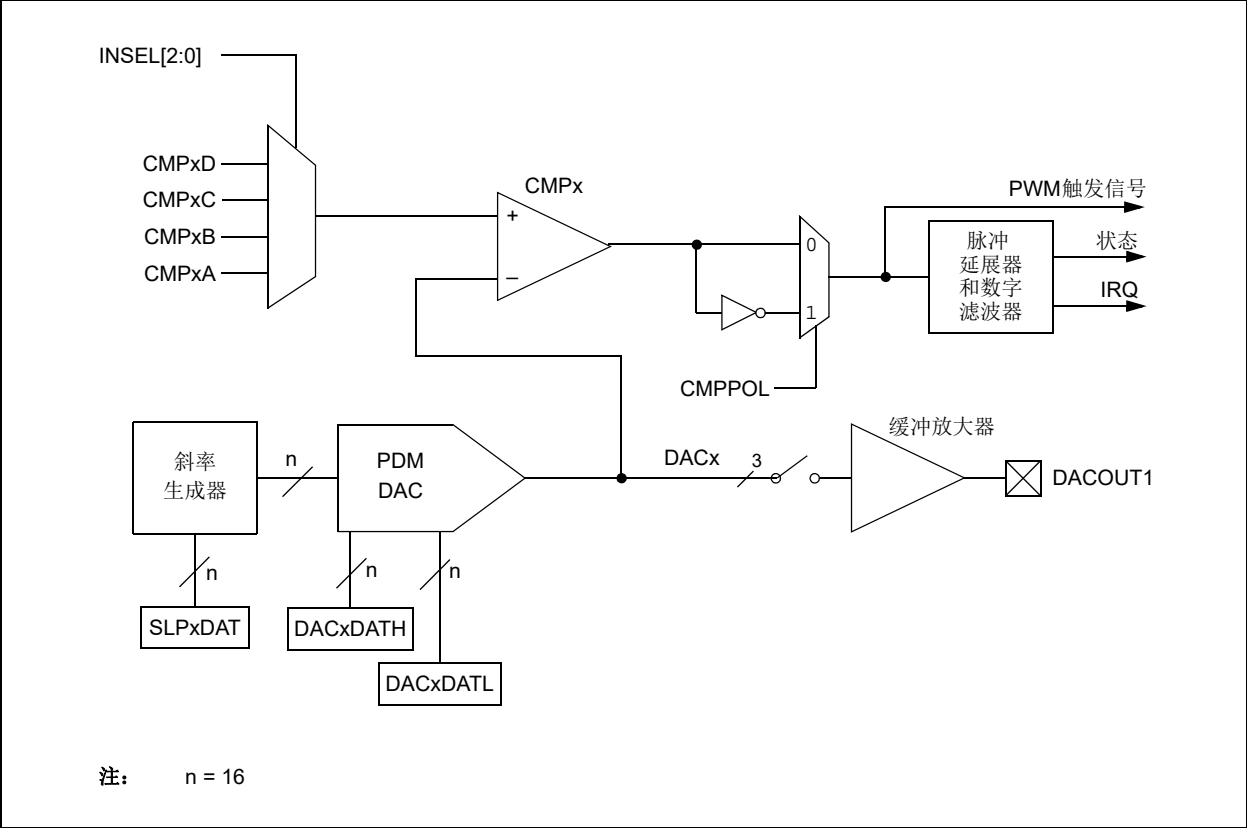 INSEL[2:0]
CMPxD
CMPxC
CMPxB
CMPxA
CMPx
+
–
0
1
CMPPOL
PWM触发信号
脉冲
延展器
和数字
滤波器
状态
IRQ
斜率
生成器
n
PDM
DAC
DACx
3
缓冲放大器
DACOUT1
n
n
n
SLPxDAT
DACxDATH
DACxDATL
注： n = 16